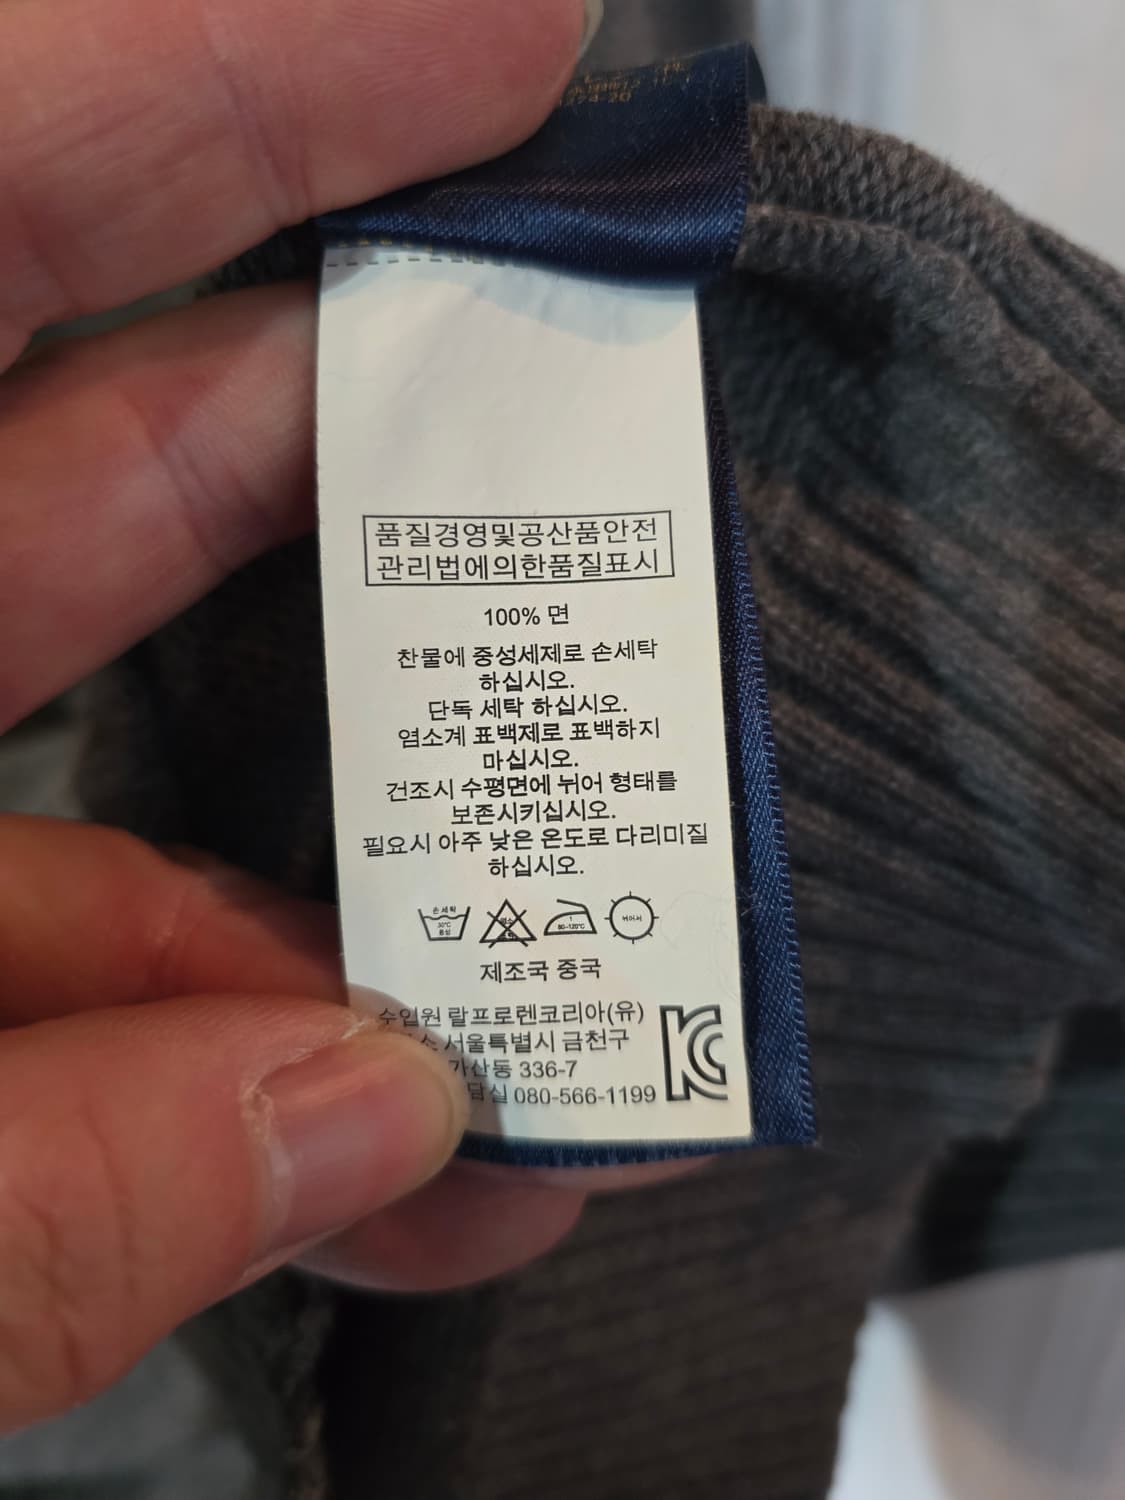 품질경영및공산품안전
관리법에의한품질표시
100% 면
찬물에 중성세제로 손세탁
하십시오.
단독 세탁 하십시오.
염소계 표백제로 표백하지
마십시오.
건조시 수평면에 뉘어 형태를
보존시키십시오.
필요시 아주 낮은 온도로 다리미질
하십시오.
손세탁
30℃
중성
1
80-120℃
뉘어서
제조국 중국
수입원 랄프로렌코리아(유)
서울특별시 금천구
가산동 336-7
080-566-1199